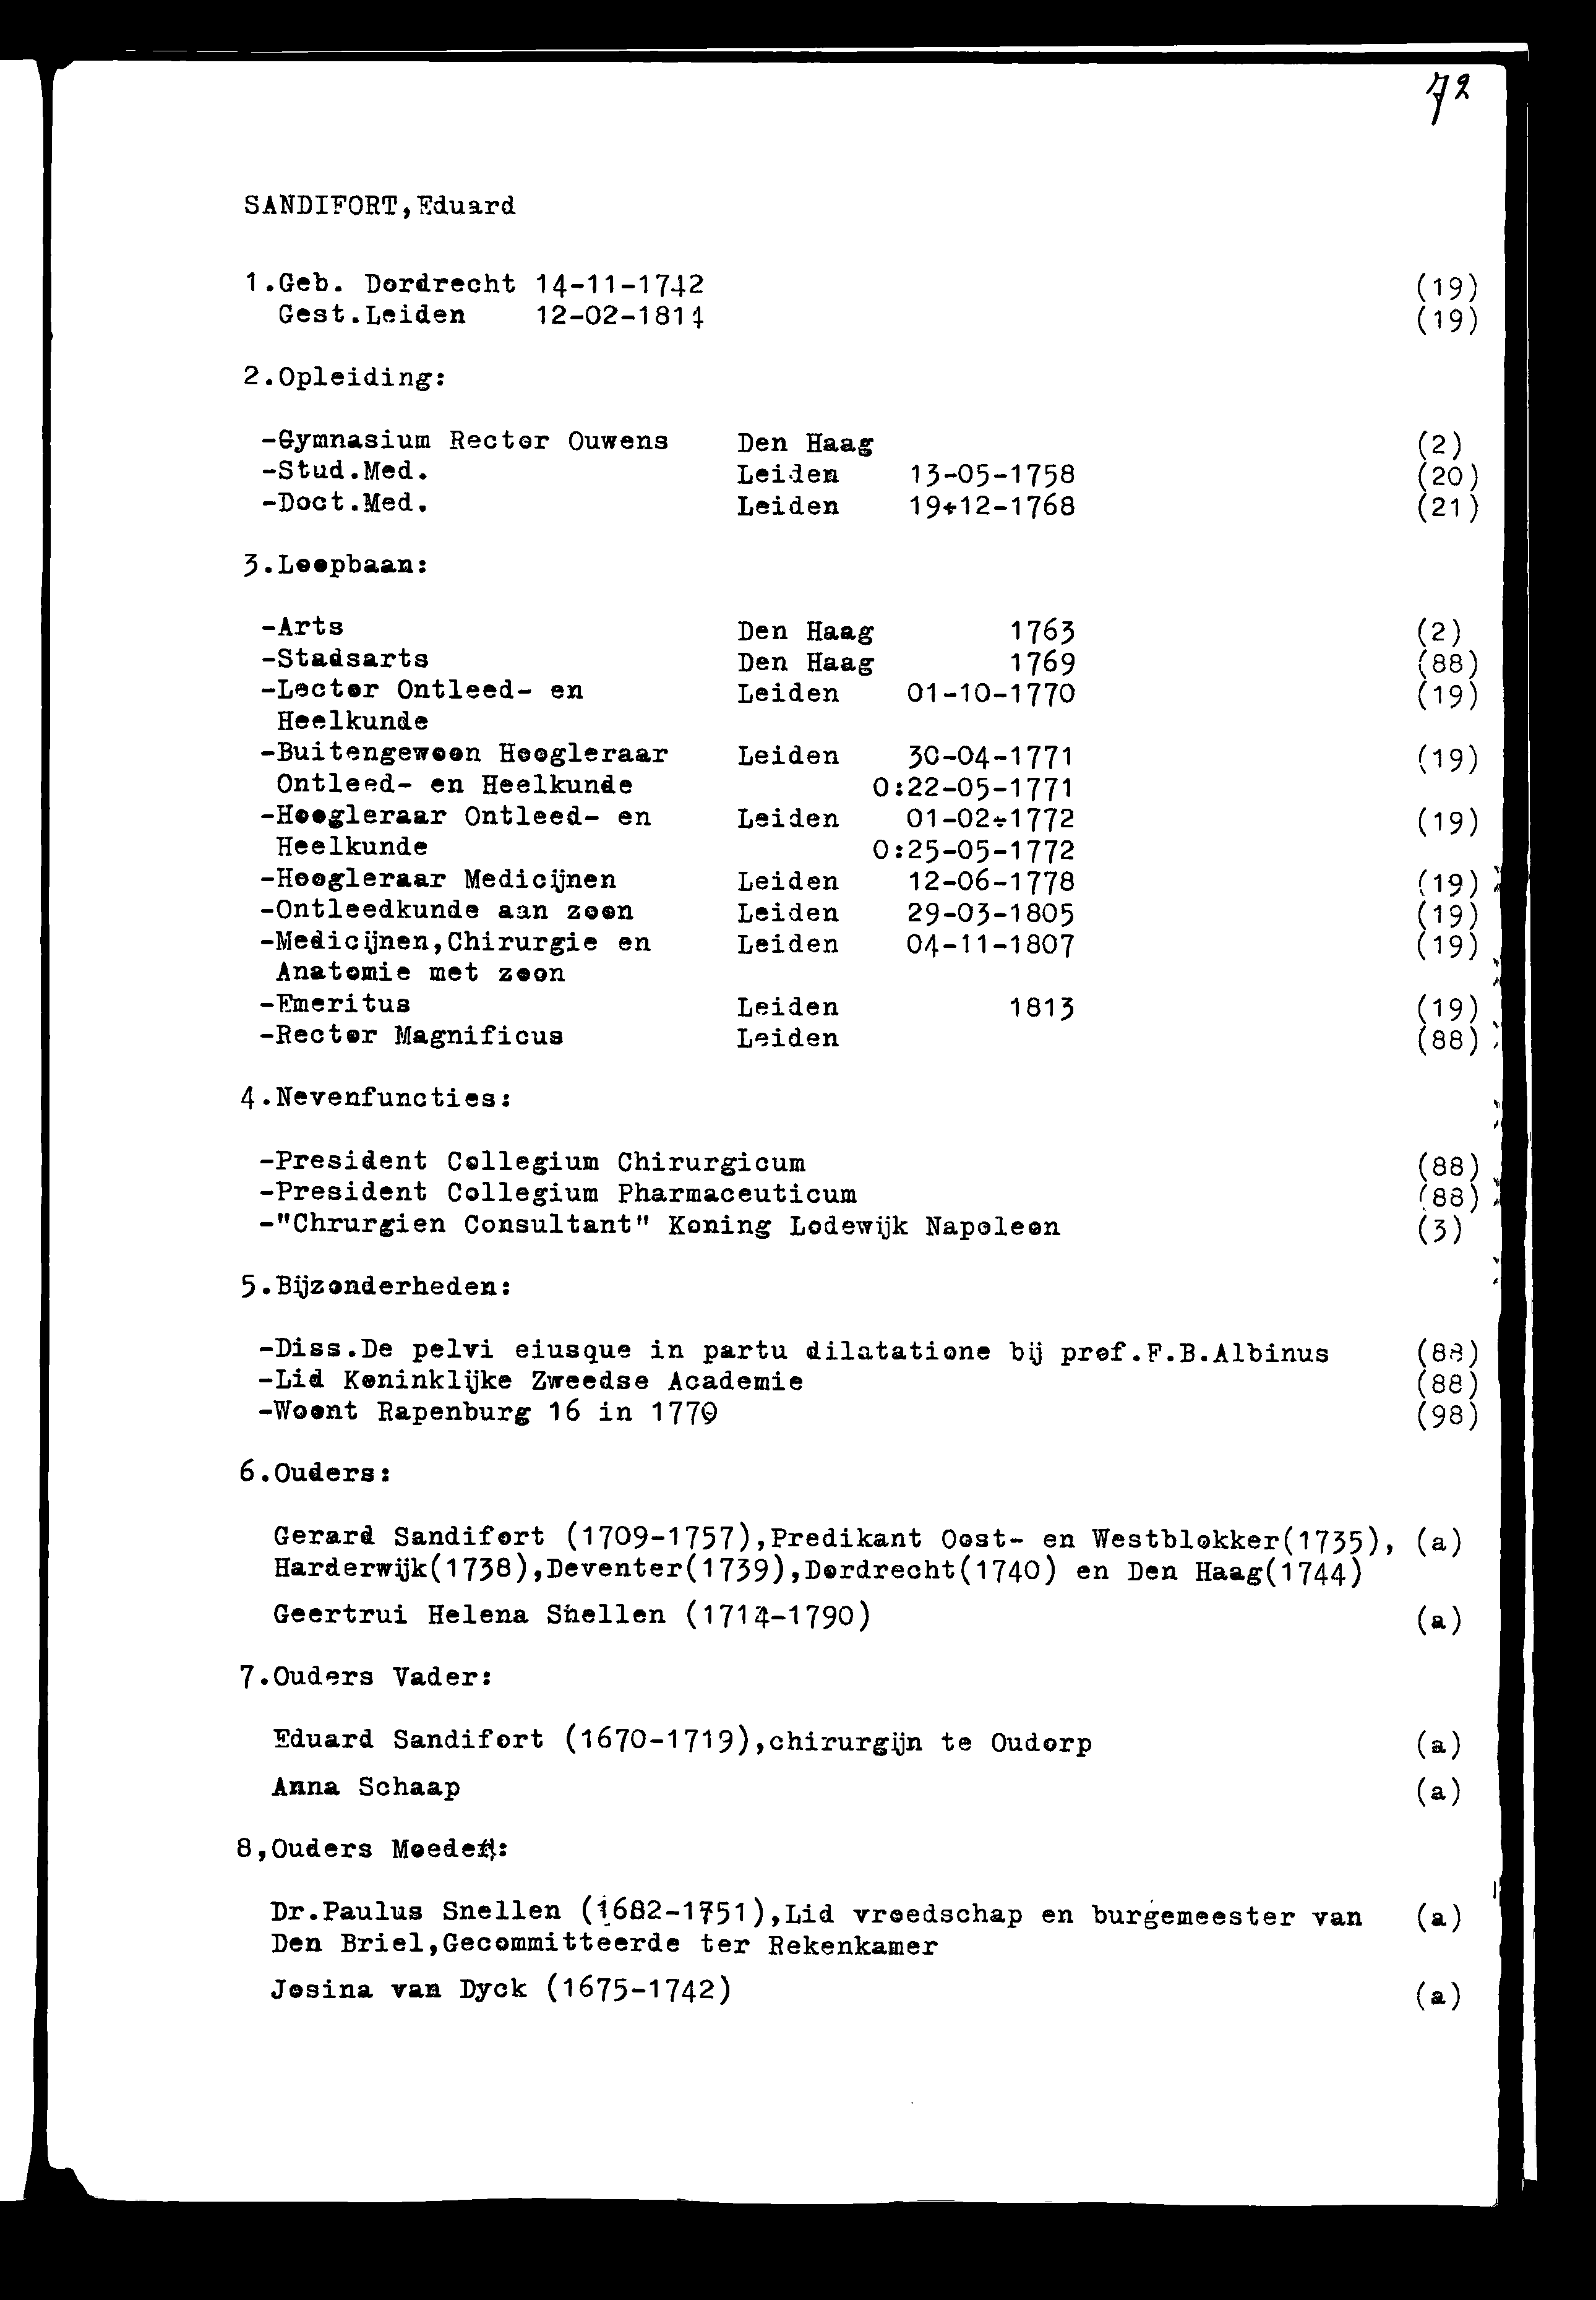 72
SANDIFORT,Eduard
1.Geb. Dordrecht 14-11-1742 (19)
Gest.Leiden 12-02-1814 (19)
2.Opleiding:
-Gymnasium Rector Ouwens Den Haag (2)
-Stud.Med. Leiden 13-05-1758 (20)
-Doct.Med. Leiden 19+12-1768 (21)
3.Loopbaan:
-Arts Den Haag 1763 (2)
-Stadsarts Den Haag 1769 (88)
-Lector Ontleed- en Leiden 01-10-1770 (19)
Heelkunde
-Buitengewoon Hoogleraar Leiden 30-04-1771 (19)
Ontleed- en Heelkunde O:22-05-1771
-Hoogleraar Ontleed- en Leiden 01-02-1772 (19)
Heelkunde O:25-05-1772
-Hoogleraar Medicijnen Leiden 12-06-1778 (19)
-Ontleedkunde aan zoon Leiden 29-03-1805 (19)
-Medicijnen,Chirurgie en Leiden 04-11-1807 (19)
Anatomie met zoon
-Emeritus Leiden 1813 (19)
-Rector Magnificus Leiden (88)
4.Nevenfuncties:
-President Collegium Chirurgicum (88)
-President Collegium Pharmaceuticum (88)
-"Chrurgien Consultant" Koning Lodewijk Napoleon (3)
5.Bijzonderheden:
-Diss.De pelvi eiusque in partu dilatatione bij prof.F.B.Albinus (88)
-Lid Koninklijke Zweedse Academie (88)
-Woont Rapenburg 16 in 1770 (98)
6.Ouders:
Gerard Sandifort (1709-1757),Predikant Oost- en Westblokker(1735), (a)
Harderwijk(1738),Deventer(1739),Dordrecht(1740) en Den Haag(1744)
Geertrui Helena Snellen (1714-1790) (a)
7.Ouders Vader:
Eduard Sandifort (1670-1719),chirurgijn te Oudorp (a)
Anna Schaap (a)
8,Ouders Moeder:
Dr.Paulus Snellen (1682-1751),Lid vroedschap en burgemeester van (a)
Den Briel,Gecommitteerde ter Rekenkamer
Josina van Dyck (1675-1742) (a)